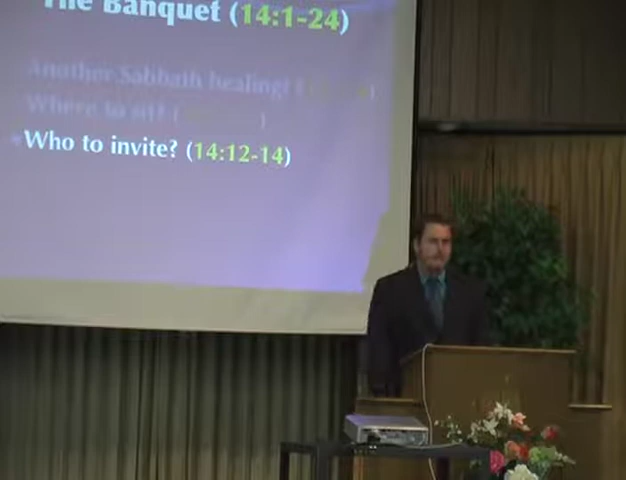 The Banquet (14:1-24)
Another Sabbath healing! (
Where to sit? (
Who to invite? (14:12-14)